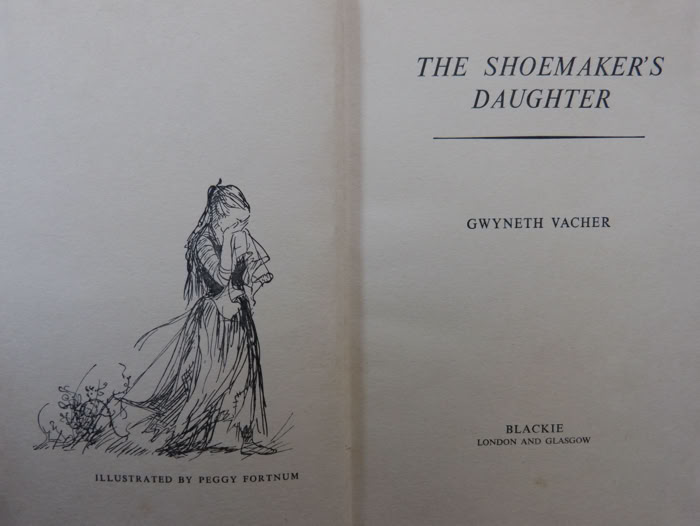 ILLUSTRATED BY PEGGY FORTNUM
THE SHOEMAKER'S
DAUGHTER
GWYNETH VACHER
BLACKIE
LONDON AND GLASGOW